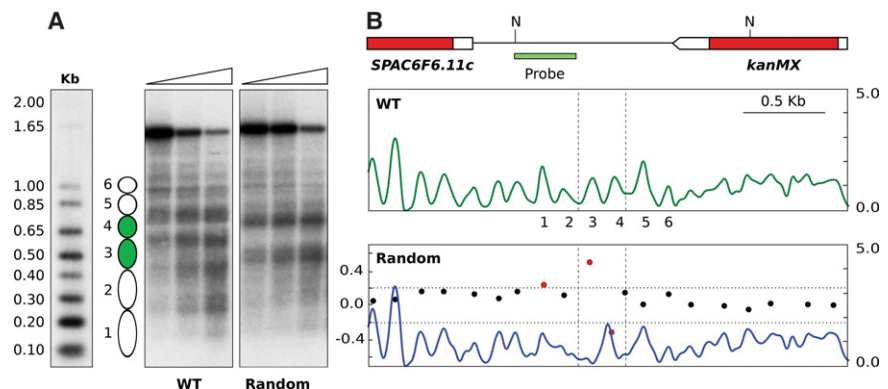 A
Kb
2.00
1.65
1.00
0.85
0.65
0.50
0.40
0.30
0.20
0.10
6
5
4
3
2
1
WT
Random
B
N
N
SPAC6F6.11c
Probe
kanMX
WT
0.5 Kb
5.0
0.0
1 2 3 4 5 6
Random
0.4
0.0
-0.4
5.0
0.0